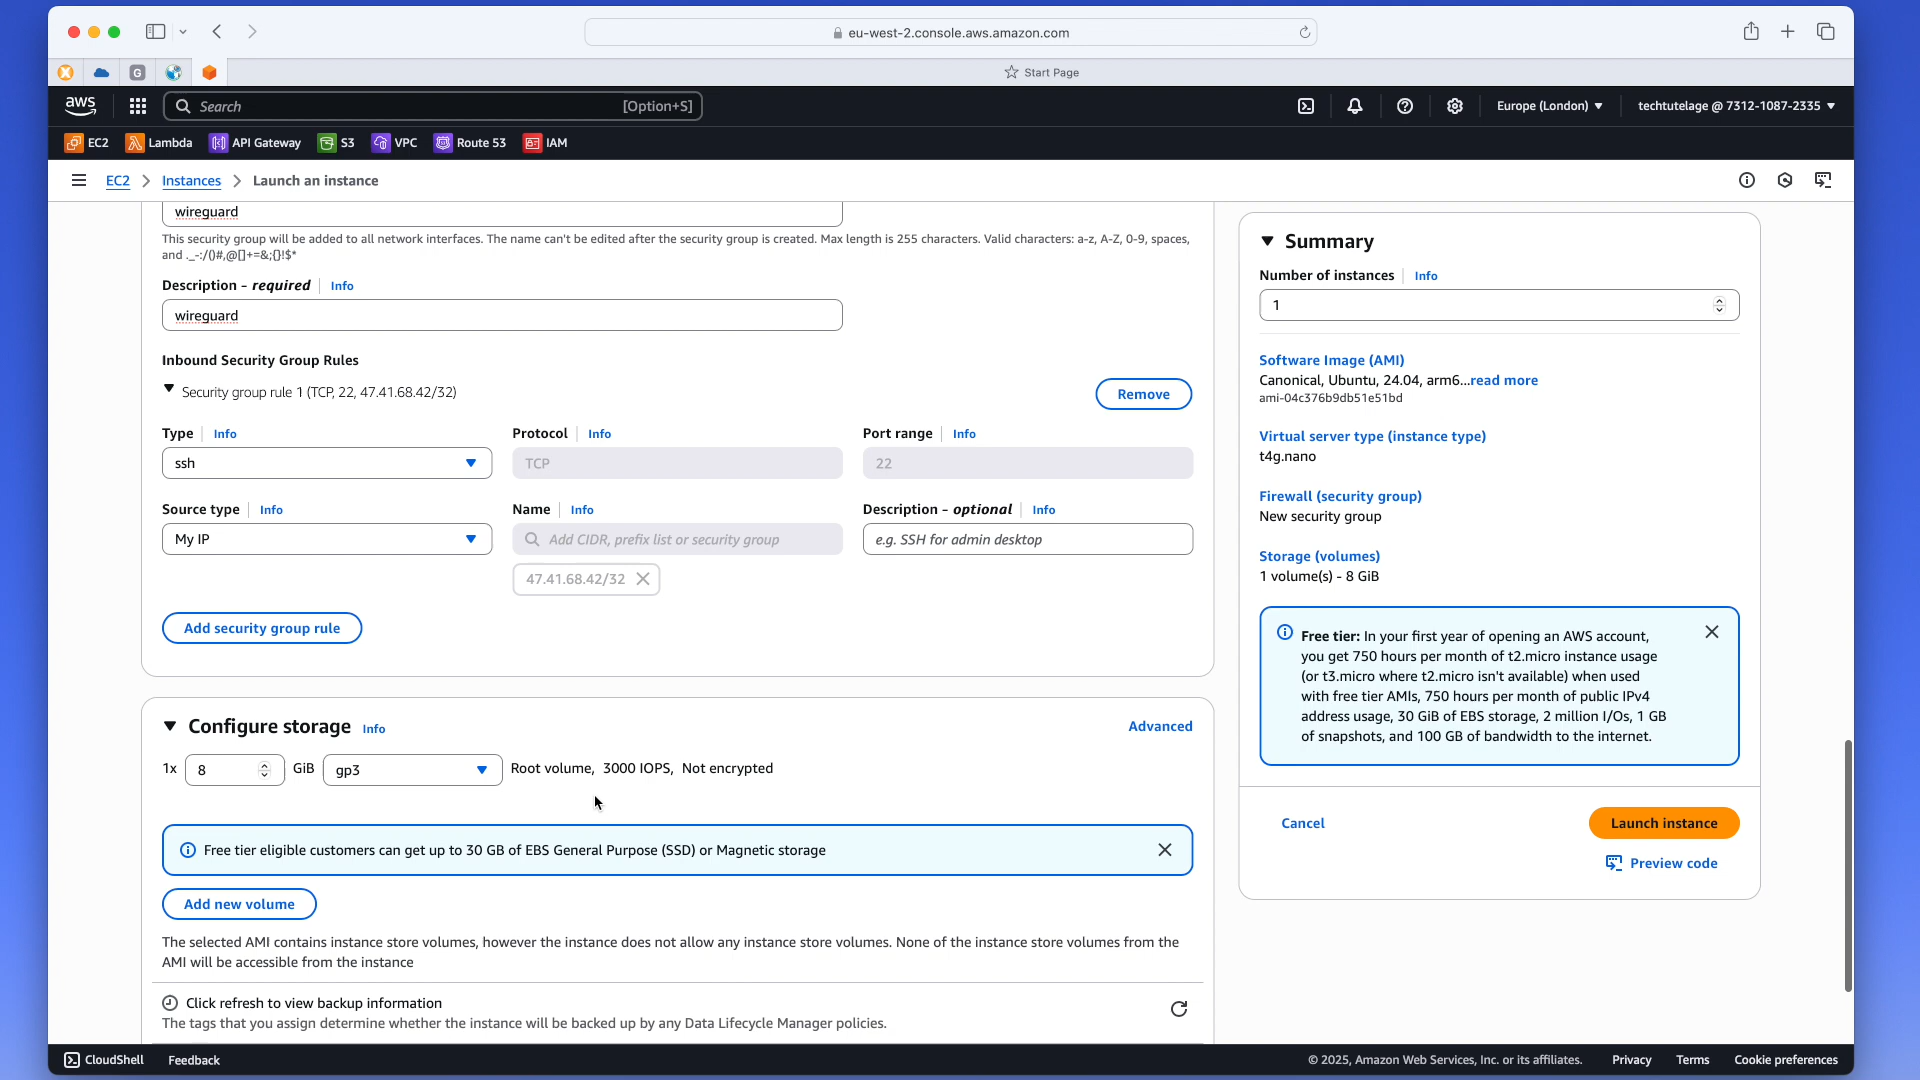 eu-west-2.console.aws.amazon.com
G
Start Page
aws
Search
[Option+S]
Europe (London)
techtutelage @ 7312-1087-2335
EC2
Lambda
API Gateway
S3
VPC
Route 53
IAM
EC2
Instances
Launch an instance
wireguard
This security group will be added to all network interfaces. The name can't be edited after the security group is created. Max length is 255 characters. Valid characters: a-z, A-Z, 0-9, spaces,
and ._-:/()#,@[]+=&;{}!$*
Description - required
Info
wireguard
Inbound Security Group Rules
Security group rule 1 (TCP, 22, 47.41.68.42/32)
Remove
Type
Info
Protocol
Info
Port range
Info
ssh
TCP
22
Source type
Info
Name
Info
Description - optional
Info
My IP
Add CIDR, prefix list or security group
e.g. SSH for admin desktop
47.41.68.42/32
Add security group rule
Configure storage
Info
Advanced
1x
8
GiB
gp3
Root volume, 3000 IOPS, Not encrypted
Free tier eligible customers can get up to 30 GB of EBS General Purpose (SSD) or Magnetic storage
Add new volume
The selected AMI contains instance store volumes, however the instance does not allow any instance store volumes. None of the instance store volumes from the
AMI will be accessible from the instance
Click refresh to view backup information
The tags that you assign determine whether the instance will be backed up by any Data Lifecycle Manager policies.
Summary
Number of instances
Info
1
Software Image (AMI)
Canonical, Ubuntu, 24.04, arm6...read more
ami-04c376b9db51e51bd
Virtual server type (instance type)
t4g.nano
Firewall (security group)
New security group
Storage (volumes)
1 volume(s) - 8 GiB
Free tier: In your first year of opening an AWS account,
you get 750 hours per month of t2.micro instance usage
(or t3.micro where t2.micro isn't available) when used
with free tier AMIs, 750 hours per month of public IPv4
address usage, 30 GiB of EBS storage, 2 million I/Os, 1 GB
of snapshots, and 100 GB of bandwidth to the internet.
Cancel
Launch instance
Preview code
CloudShell
Feedback
© 2025, Amazon Web Services, Inc. or its affiliates.
Privacy
Terms
Cookie preferences